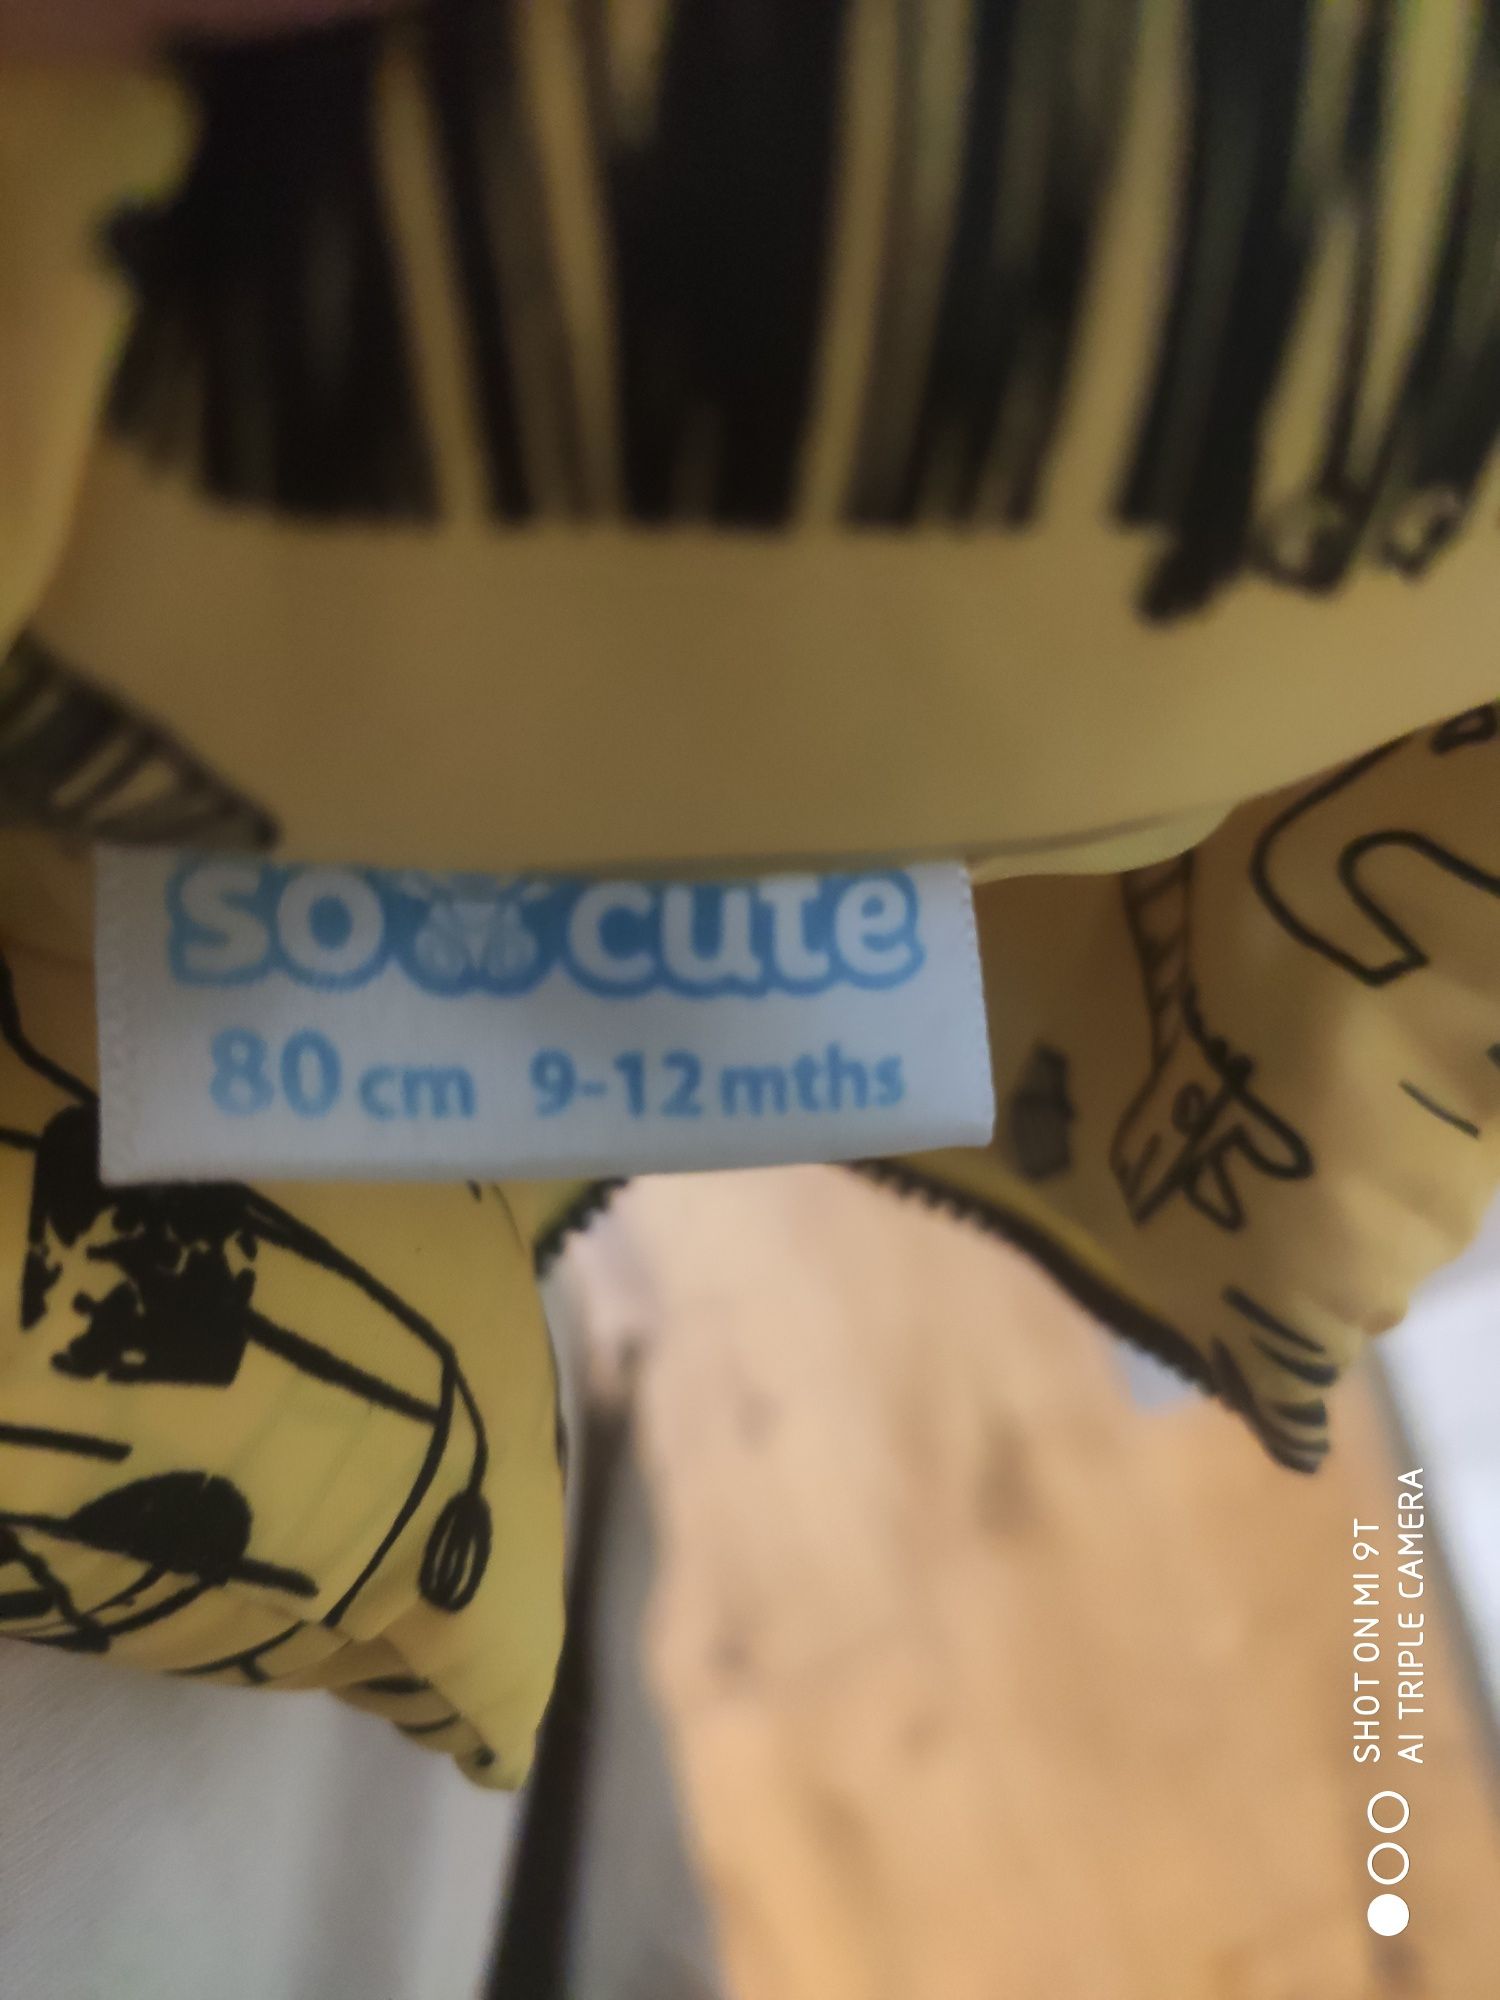 so cute
80 cm 9-12 mths
SHOT ON MI 9T
AI TRIPLE CAMERA